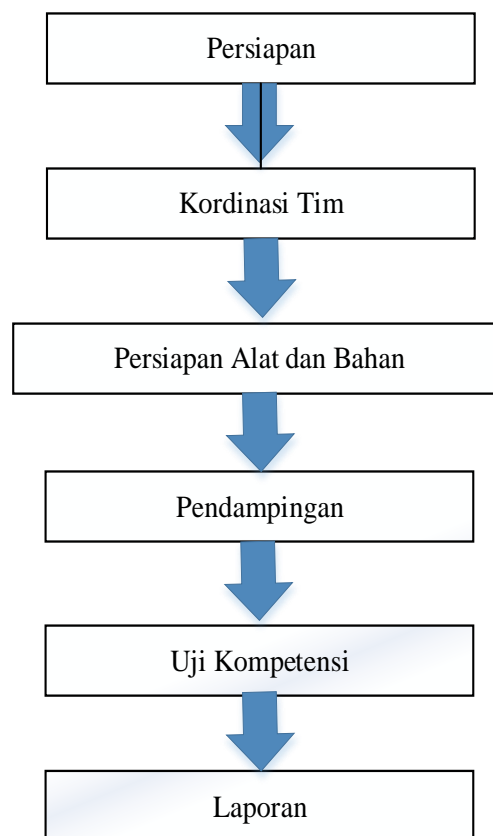 Persiapan
Kordinasi Tim
Persiapan Alat dan Bahan
Pendampingan
Uji Kompetensi
Laporan